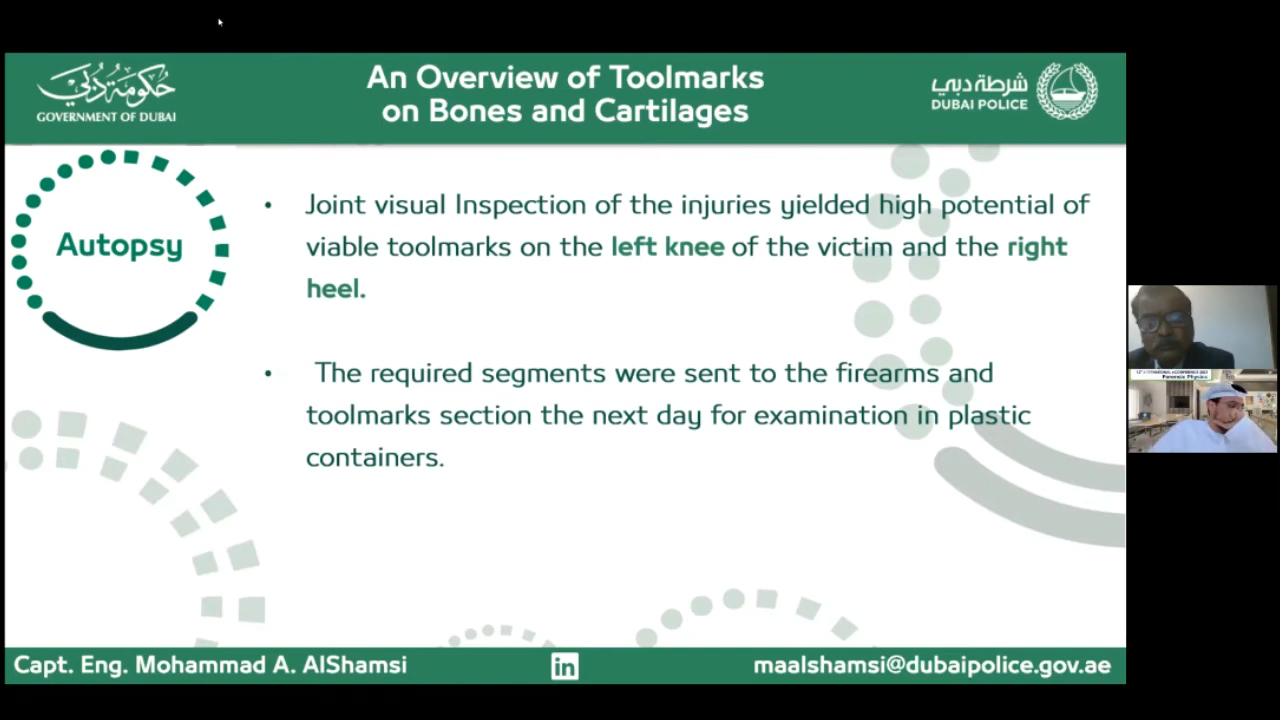 حكومة دبي
GOVERNMENT OF DUBAI
An Overview of Toolmarks
on Bones and Cartilages
شرطة دبي
DUBAI POLICE
Autopsy
• Joint visual Inspection of the injuries yielded high potential of
viable toolmarks on the left knee of the victim and the right
heel.
• The required segments were sent to the firearms and
toolmarks section the next day for examination in plastic
containers.
Forensic Physics
Capt. Eng. Mohammad A. AlShamsi
in
maalshamsi@dubaipolice.gov.ae